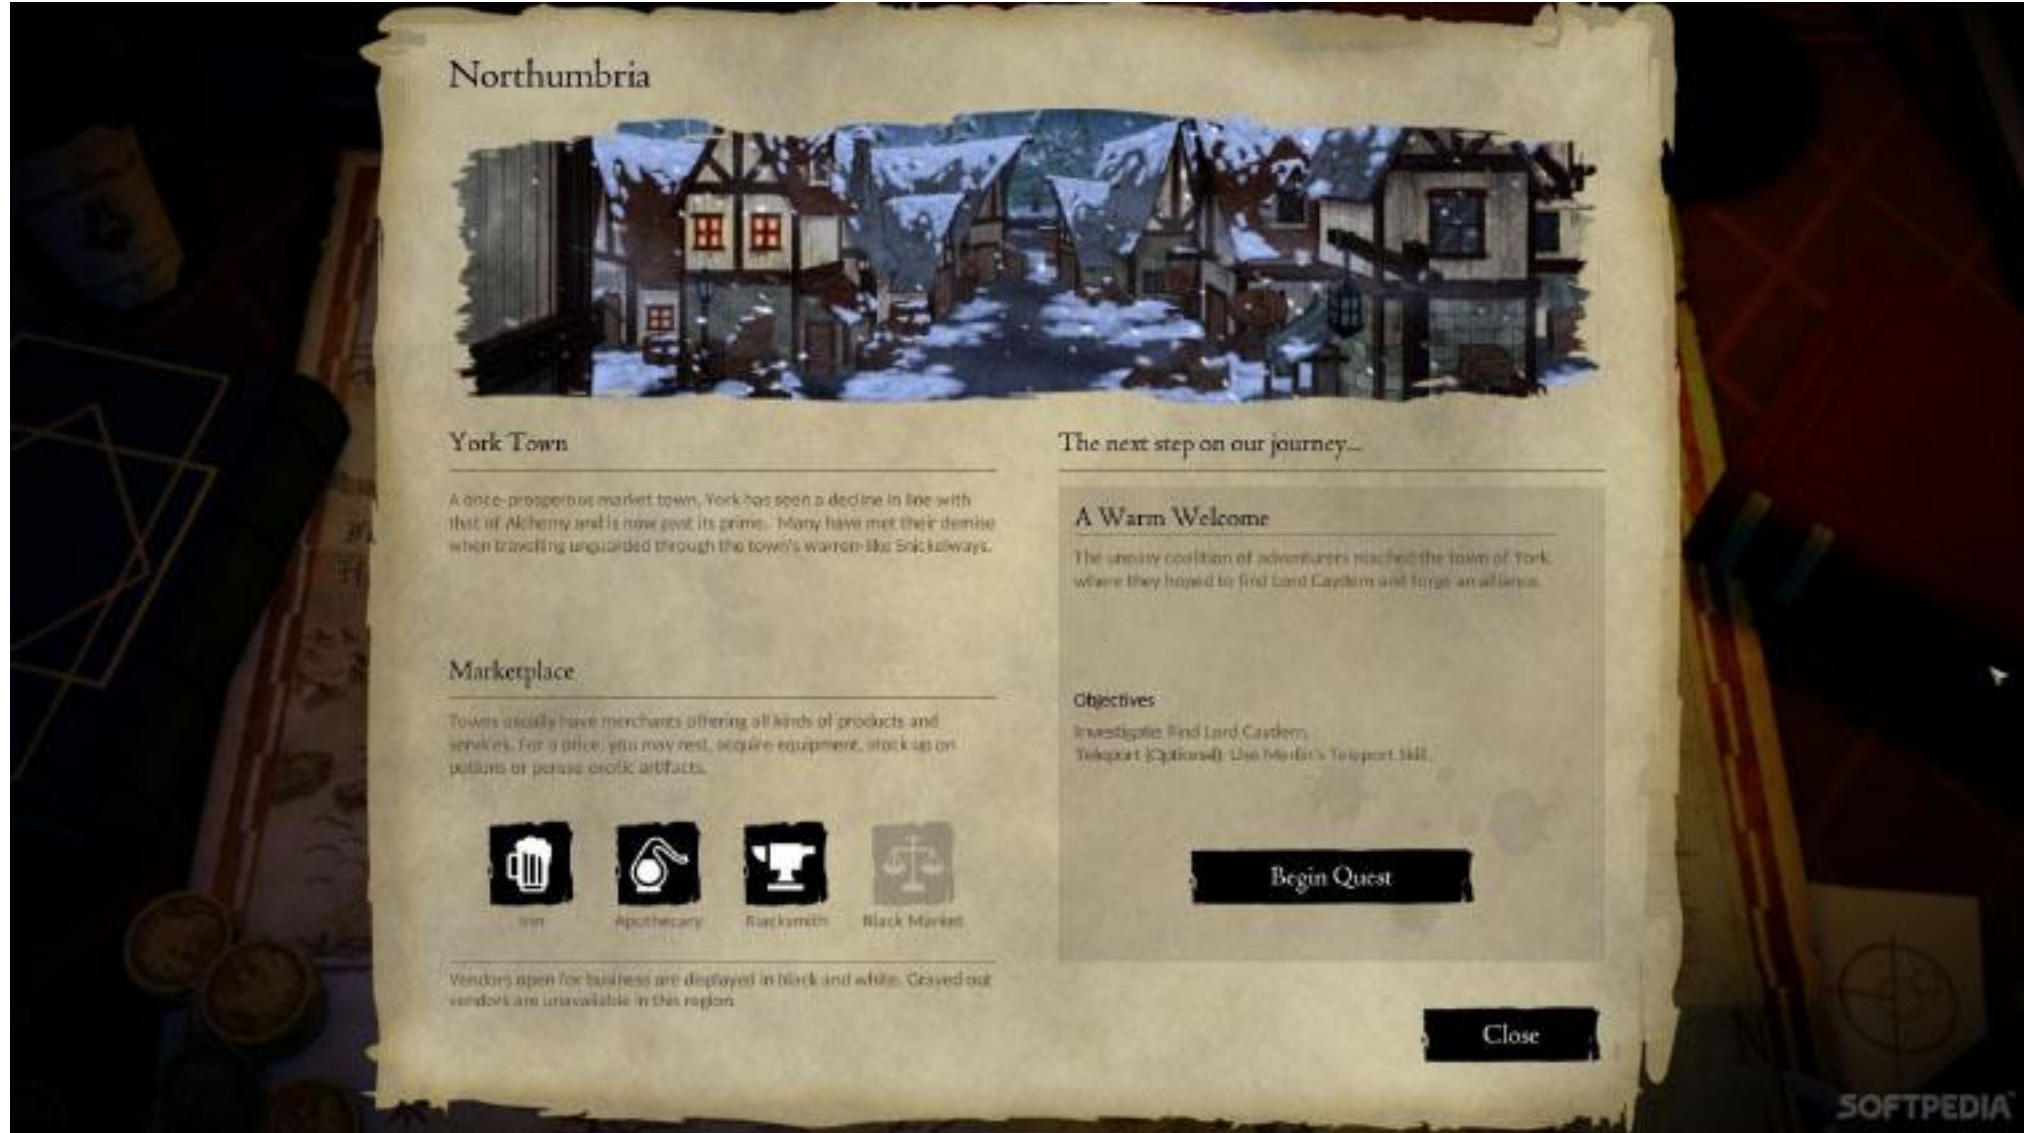 Northumbria
York Town
A once-prosperous market town, York has seen a decline in line with
that of Alchemy and is now past its prime. Many have met their demise
when travelling unguarded through the town's warren-like Snickelways.
Marketplace
Towns usually have merchants offering all kinds of products and
services. For a price, you may rest, acquire equipment, stock up on
potions or peruse exotic artifacts.
Inn
Apothecary
Blacksmith
Black Market
Vendors open for business are displayed in black and white. Grayed out
vendors are unavailable in this region.
The next step on our journey...
A Warm Welcome
The uneasy coalition of adventurers reached the town of York,
where they hoped to find Lord Caydern and forge an alliance.
Objectives
Investigate: Find Lord Caydern.
Teleport (Optional): Use Merlin's Teleport Skill.
Begin Quest
Close
SOFTPEDIA